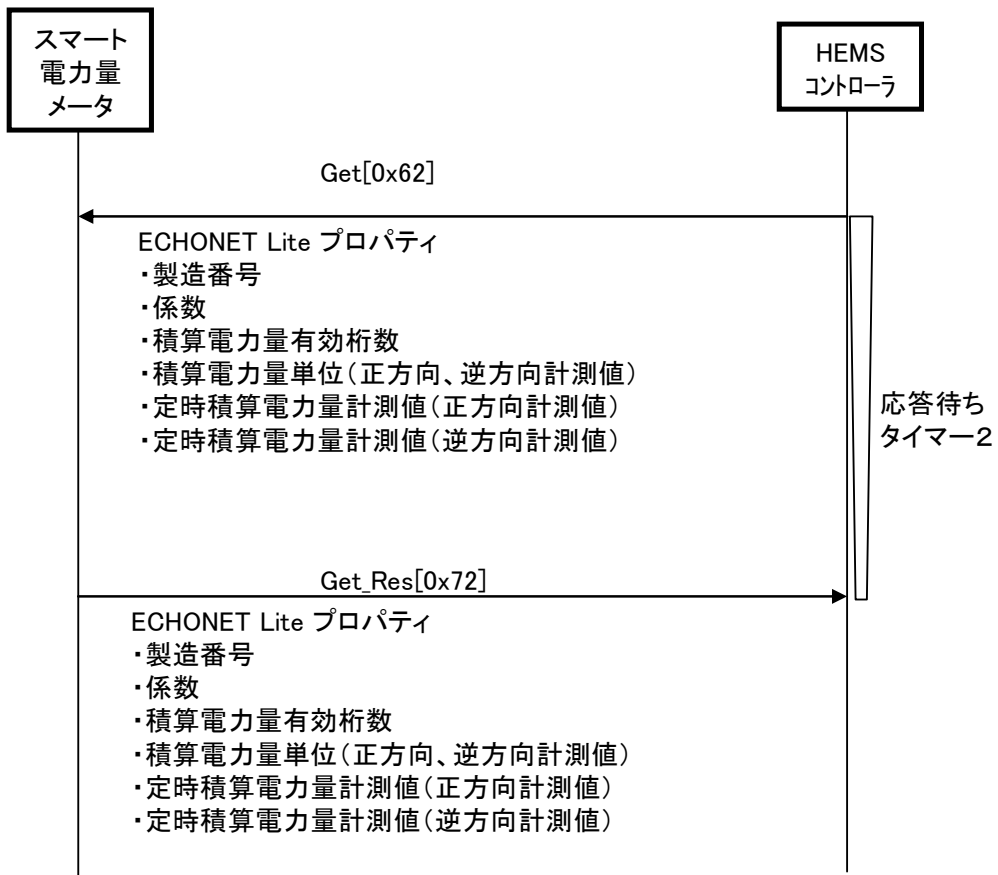 スマート
電力量
メータ
HEMS
コントローラ
Get[0x62]
ECHONET Lite プロパティ
・製造番号
・係数
・積算電力量有効桁数
・積算電力量単位(正方向、逆方向計測値)
・定時積算電力量計測値(正方向計測値)
・定時積算電力量計測値(逆方向計測値)
応答待ち
タイマー2
Get_Res[0x72]
ECHONET Lite プロパティ
・製造番号
・係数
・積算電力量有効桁数
・積算電力量単位(正方向、逆方向計測値)
・定時積算電力量計測値(正方向計測値)
・定時積算電力量計測値(逆方向計測値)